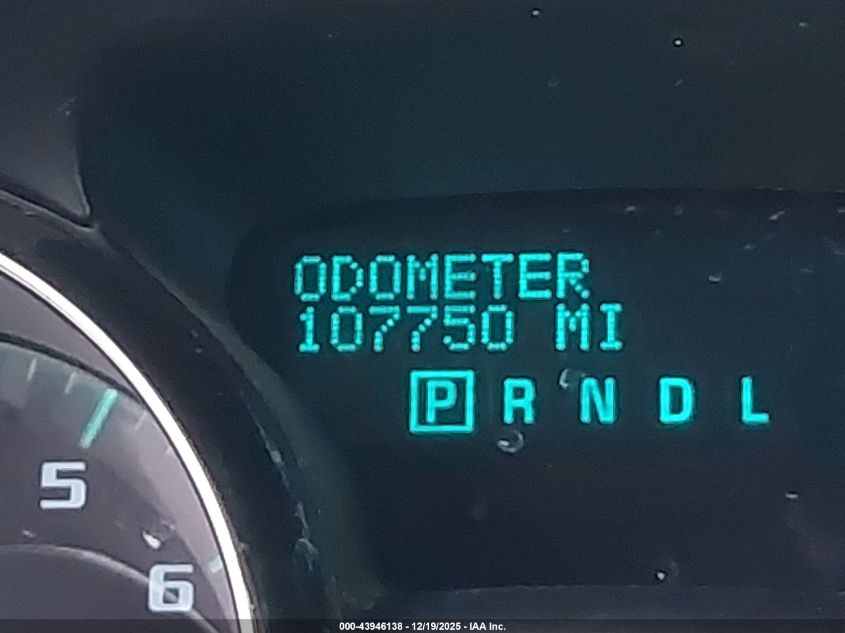 ODOMETER
107750 MI
P R N D L
5
6
000-43946138 - 12/19/2025 - IAA Inc.